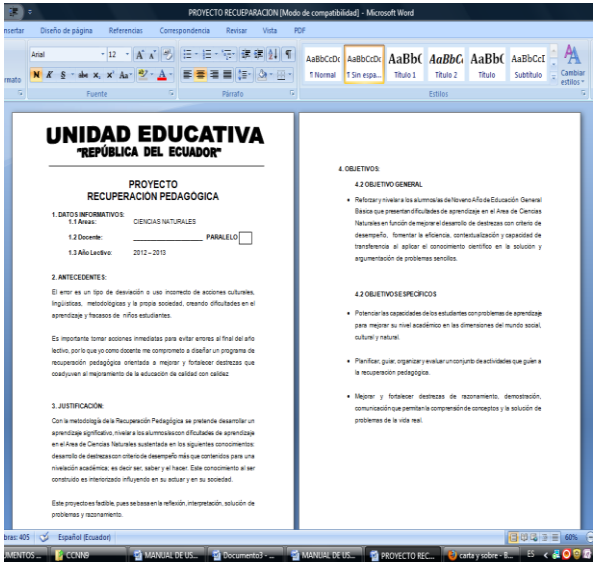 PROYECTO RECUEPARACION [Modo de compatibilidad] - Microsoft Word
nsertar Diseño de página Referencias Correspondencia Revisar Vista PDF
Arial 12
AaBbCcDc AaBbCcDc AaBb( AaBbC AaBb( AaBbCcI
¶ Normal ¶ Sin espa... Título 1 Título 2 Título Subtítulo Cambiar
estilos
rmato Fuente Párrafo Estilos
UNIDAD EDUCATIVA
"REPÚBLICA DEL ECUADOR"
PROYECTO
RECUPERACIÓN PEDAGÓGICA
1. DATOS INFORMATIVOS:
1.1 Áreas: CIENCIAS NATURALES
1.2 Docente: PARALELO
1.3 Año Lectivo: 2012 – 2013
2. ANTECEDENTES:
El error es un tipo de desviación o uso incorrecto de acciones culturales,
lingüísticas, metodológicas y la propia sociedad, creando dificultades en el
aprendizaje y fracasos de niños estudiantes.
Es importante tomar acciones inmediatas para evitar errores al final del año
lectivo, por lo que yo como docente me comprometo a diseñar un programa de
recuperación pedagógica orientada a mejorar y fortalecer destrezas que
coadyuven al mejoramiento de la educación de calidad con calidez
3. JUSTIFICACIÓN:
Con la metodología de la Recuperación Pedagógica se pretende desarrollar un
aprendizaje significativo, nivelar a los alumnos/as con dificultades de aprendizaje
en el Area de Ciencias Naturales sustentada en los siguientes conocimientos;
desarrollo de destrezas con criterio de desempeño más que contenidos para una
nivelación académica; es decir ser, saber y el hacer. Este conocimiento al ser
construido es interiorizado influyendo en su actuar y en su sociedad.
Este proyecto es factible, pues se basa en la reflexión, interpretación, solución de
problemas y razonamiento.
4. OBJETIVOS:
4.2 OBJETIVO GENERAL
• Reforzar y nivelar a los alumnos/as de Noveno Año de Educación General
Básica que presentan dificultades de aprendizaje en el Area de Ciencias
Naturales en función de mejorar el desarrollo de destrezas con criterio de
desempeño, fomentar la eficiencia, contextualización y capacidad de
transferencia al aplicar el conocimiento científico en la solución y
argumentación de problemas sencillos.
4.2 OBJETIVOS ESPECÍFICOS
• Potenciar las capacidades de los estudiantes con problemas de aprendizaje
para mejorar su nivel académico en las dimensiones del mundo social,
cultural y natural.
• Planificar, guiar, organizar y evaluar un conjunto de actividades que guíen a
la recuperación pedagógica.
• Mejorar y fortalecer destrezas de razonamiento, demostración,
comunicación que permitan la comprensión de conceptos y la solución de
problemas de la vida real.
bras: 405 Español (Ecuador) 60%
UMENTOS ... CCNN9 MANUAL DE US... Documento3 - ... MANUAL DE US... PROYECTO REC... carta y sobre - B... ES